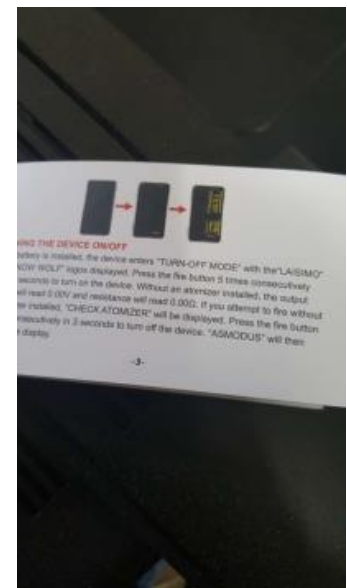 ING THE DEVICE ON/OFF
battery is installed, the device enters "TURN-OFF MODE" with the "LAISIMO"
NOW WOLF" logos displayed. Press the fire button 5 times consecutively
seconds to turn on the device. Without an atomizer installed, the output
will read 0.00V and resistance will read 0.00Ω. If you attempt to fire without
installed, "CHECK ATOMIZER" will be displayed. Press the fire button
nsecutively in 3 seconds to turn off the device. "ASMODUS" will then
display.
-3-